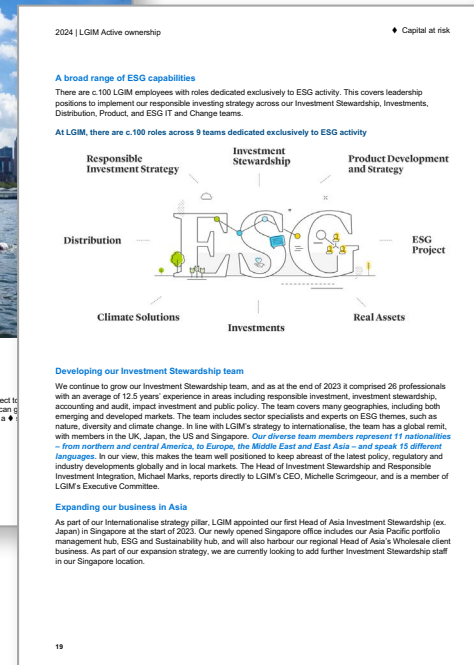 2024 | LGIM Active ownership
♦ Capital at risk
A broad range of ESG capabilities
There are c.100 LGIM employees with roles dedicated exclusively to ESG activity. This covers leadership
positions to implement our responsible investing strategy across our Investment Stewardship, Investments,
Distribution, Product, and ESG IT and Change teams.
At LGIM, there are c.100 roles across 9 teams dedicated exclusively to ESG activity
Responsible
Investment Strategy
Investment
Stewardship
Product Development
and Strategy
Distribution
ESG
ESG
Project
Climate Solutions
Investments
Real Assets
Developing our Investment Stewardship team
We continue to grow our Investment Stewardship team, and as at the end of 2023 it comprised 26 professionals
with an average of 12.5 years' experience in areas including responsible investment, investment stewardship,
accounting and audit, impact investment and public policy. The team covers many geographies, including both
emerging and developed markets. The team includes sector specialists and experts on ESG themes, such as
nature, diversity and climate change. In line with LGIM's strategy to internationalise, the team has a global remit,
with members in the UK, Japan, the US and Singapore. Our diverse team members represent 11 nationalities
– from northern and central America, to Europe, the Middle East and East Asia – and speak 15 different
languages. In our view, this makes the team well positioned to keep abreast of the latest policy, regulatory and
industry developments globally and in local markets. The Head of Investment Stewardship and Responsible
Investment Integration, Michael Marks, reports directly to LGIM's CEO, Michelle Scrimgeour, and is a member of
LGIM's Executive Committee.
Expanding our business in Asia
As part of our Internationalise strategy pillar, LGIM appointed our first Head of Asia Investment Stewardship (ex.
Japan) in Singapore at the start of 2023. Our newly opened Singapore office includes our Asia Pacific portfolio
management hub, ESG and Sustainability hub, and will also harbour our regional Head of Asia's Wholesale client
business. As part of our expansion strategy, we are currently looking to add further Investment Stewardship staff
in our Singapore location.
19